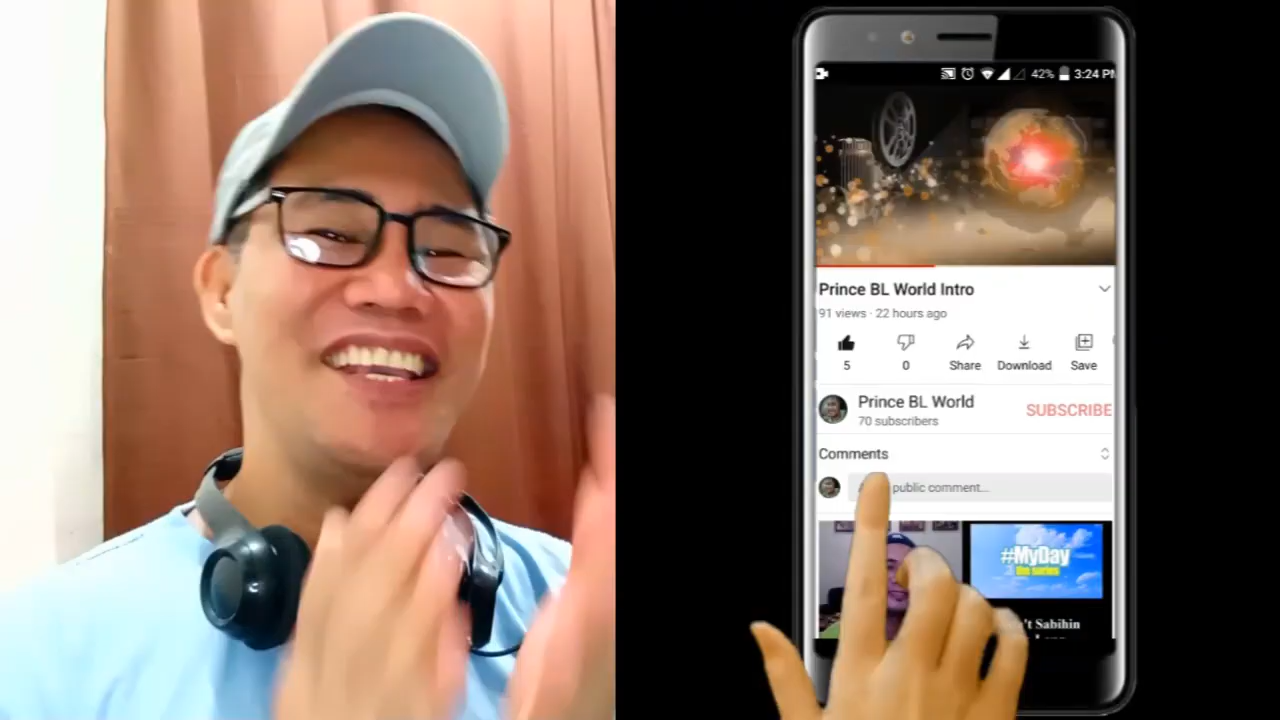 42% 3:24 PM
Prince BL World Intro
91 views · 22 hours ago
5
0
Share
Download
Save
Prince BL World
70 subscribers
SUBSCRIBE
Comments
public comment...
#MyDay
the series
Sabihin